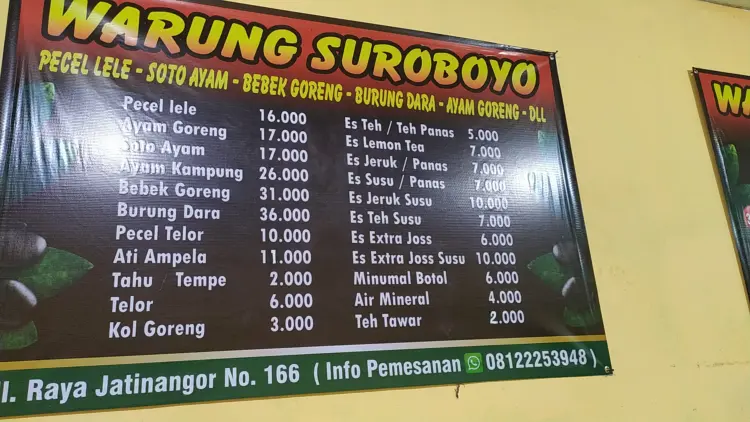 WARUNG SUROBOYO
PECEL LELE - SOTO AYAM - BEBEK GORENG - BURUNG DARA - AYAM GORENG - DLL
Pecel lele 16.000
Ayam Goreng 17.000
Soto Ayam 17.000
Ayam Kampung 26.000
Bebek Goreng 31.000
Burung Dara 36.000
Pecel Telor 10.000
Ati Ampela 11.000
Tahu Tempe 2.000
Telor 6.000
Kol Goreng 3.000
Es Teh / Teh Panas 5.000
Es Lemon Tea 7.000
Es Jeruk / Panas 7.000
Es Susu / Panas 7.000
Es Jeruk Susu 10.000
Es Teh Susu 7.000
Es Extra Joss 6.000
Es Extra Joss Susu 10.000
Minumal Botol 6.000
Air Mineral 4.000
Teh Tawar 2.000
Jl. Raya Jatinangor No. 166 ( Info Pemesanan 08122253948 )